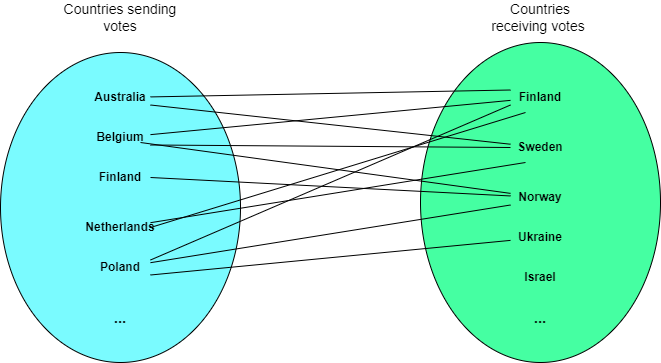 Countries sending
votes
Countries
receiving votes
Australia
Belgium
Finland
Netherlands
Poland
...
Finland
Sweden
Norway
Ukraine
Israel
...